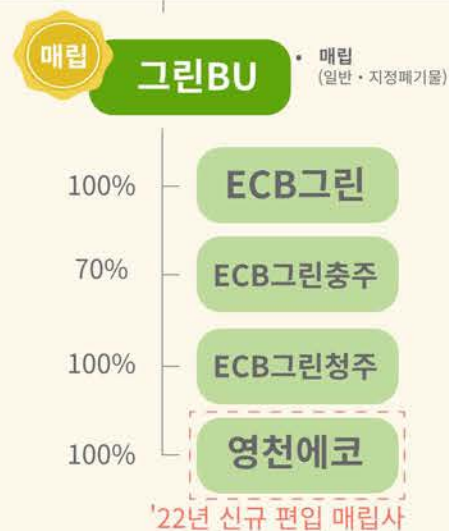 매립
그린BU
• 매립
(일반・지정폐기물)
100% ECB그린
70% ECB그린충주
100% ECB그린청주
100% 영천에코
'22년 신규 편입 매립사